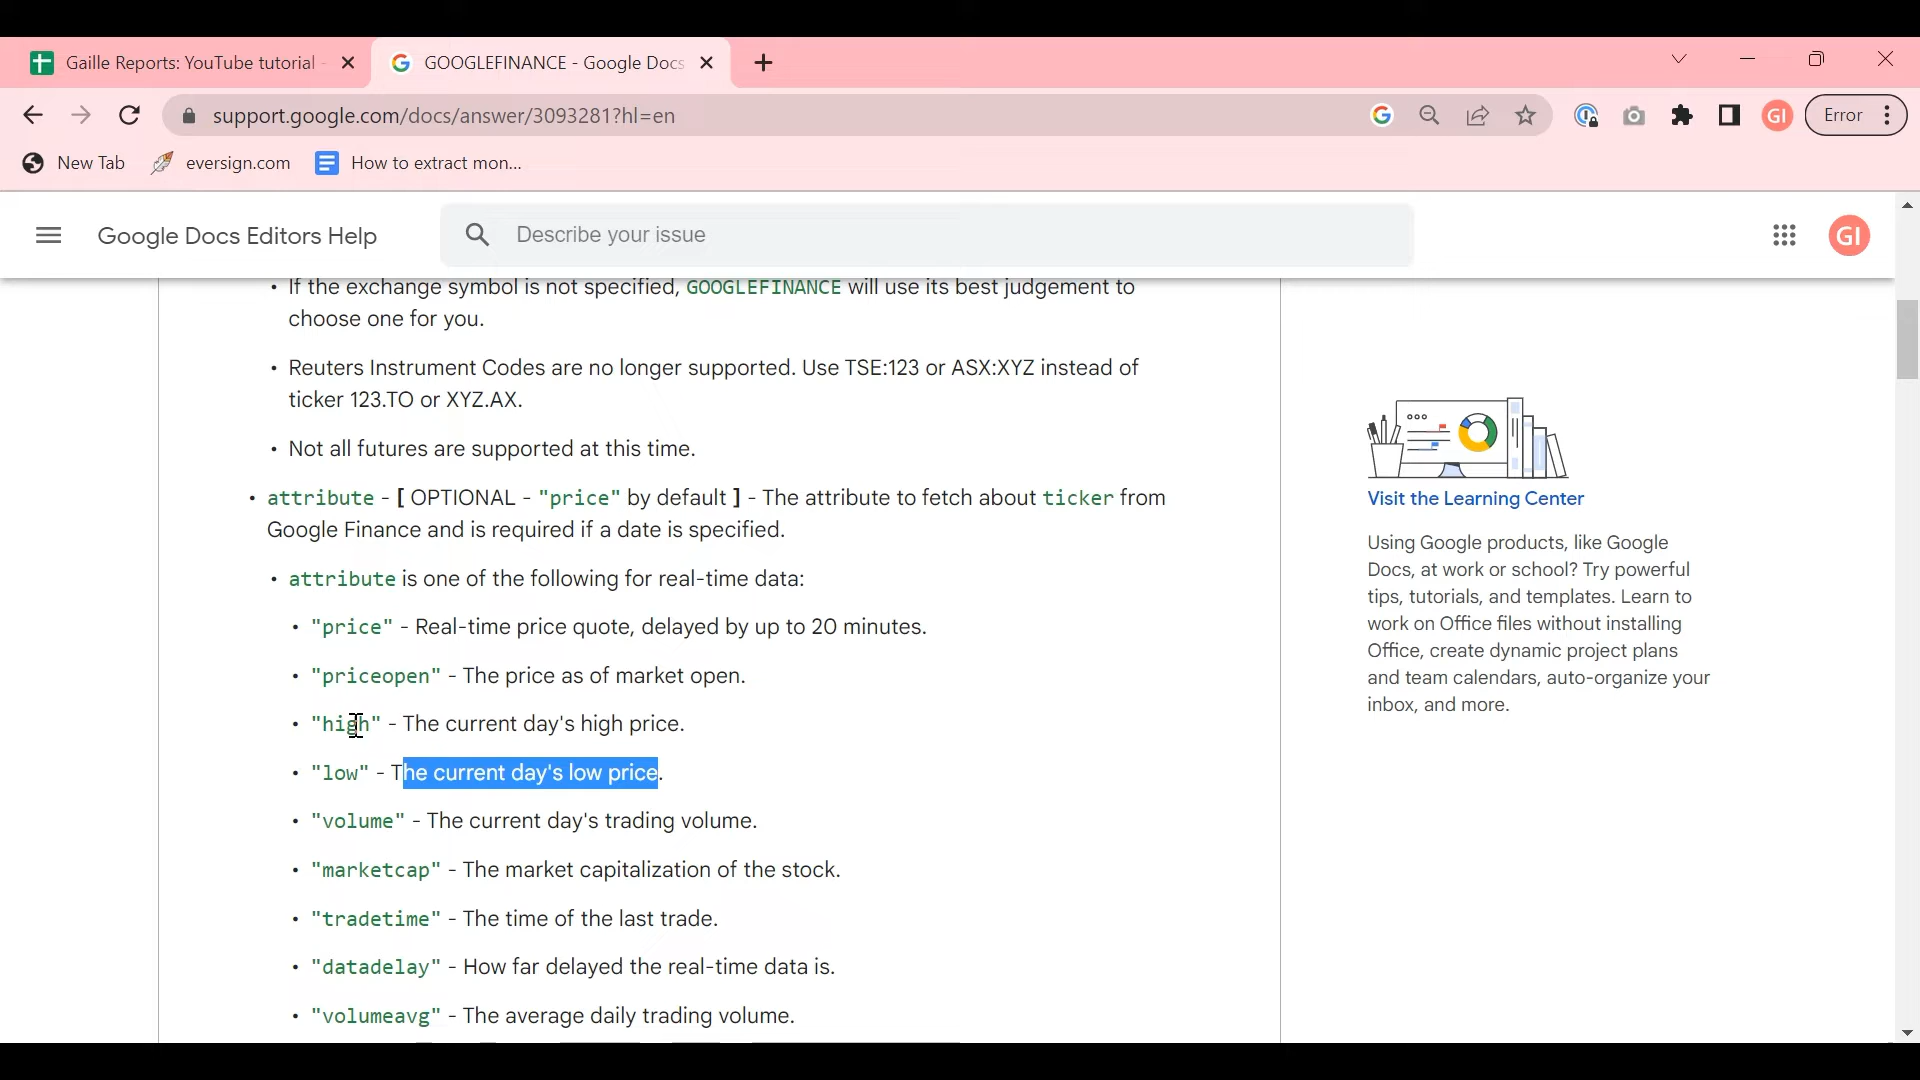 Gaille Reports: YouTube tutorial -
GOOGLEFINANCE - Google Docs
support.google.com/docs/answer/3093281?hl=en
GI
Error
New Tab
eversign.com
How to extract mon...
Google Docs Editors Help
Describe your issue
GI
• If the exchange symbol is not specified, GOOGLEFINANCE will use its best judgement to
choose one for you.
• Reuters Instrument Codes are no longer supported. Use TSE:123 or ASX:XYZ instead of
ticker 123.TO or XYZ.AX.
• Not all futures are supported at this time.
• attribute - [ OPTIONAL - "price" by default ] - The attribute to fetch about ticker from
Google Finance and is required if a date is specified.
• attribute is one of the following for real-time data:
• "price" - Real-time price quote, delayed by up to 20 minutes.
• "priceopen" - The price as of market open.
• "high" - The current day's high price.
• "low" - The current day's low price.
• "volume" - The current day's trading volume.
• "marketcap" - The market capitalization of the stock.
• "tradetime" - The time of the last trade.
• "datadelay" - How far delayed the real-time data is.
• "volumeavg" - The average daily trading volume.
Visit the Learning Center
Using Google products, like Google
Docs, at work or school? Try powerful
tips, tutorials, and templates. Learn to
work on Office files without installing
Office, create dynamic project plans
and team calendars, auto-organize your
inbox, and more.